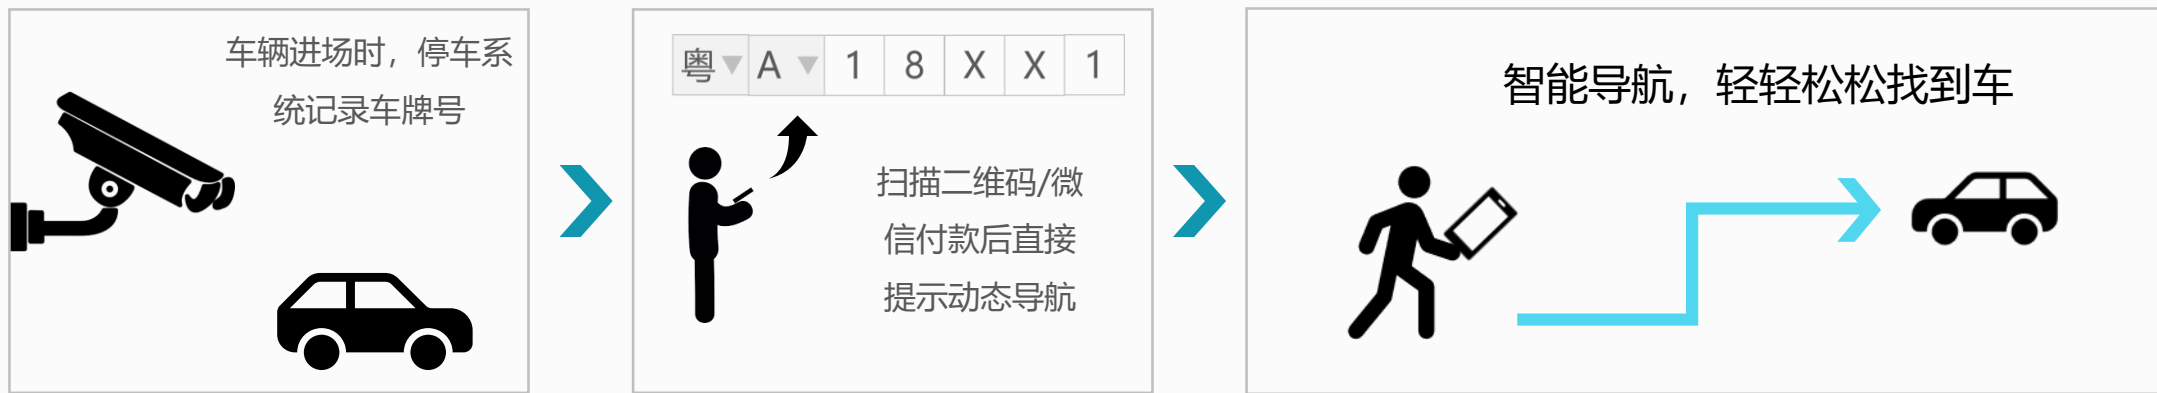 车辆进场时，停车系
统记录车牌号
粤 A 1 8 X X 1
扫描二维码/微
信付款后直接
提示动态导航
智能导航，轻轻松松找到车